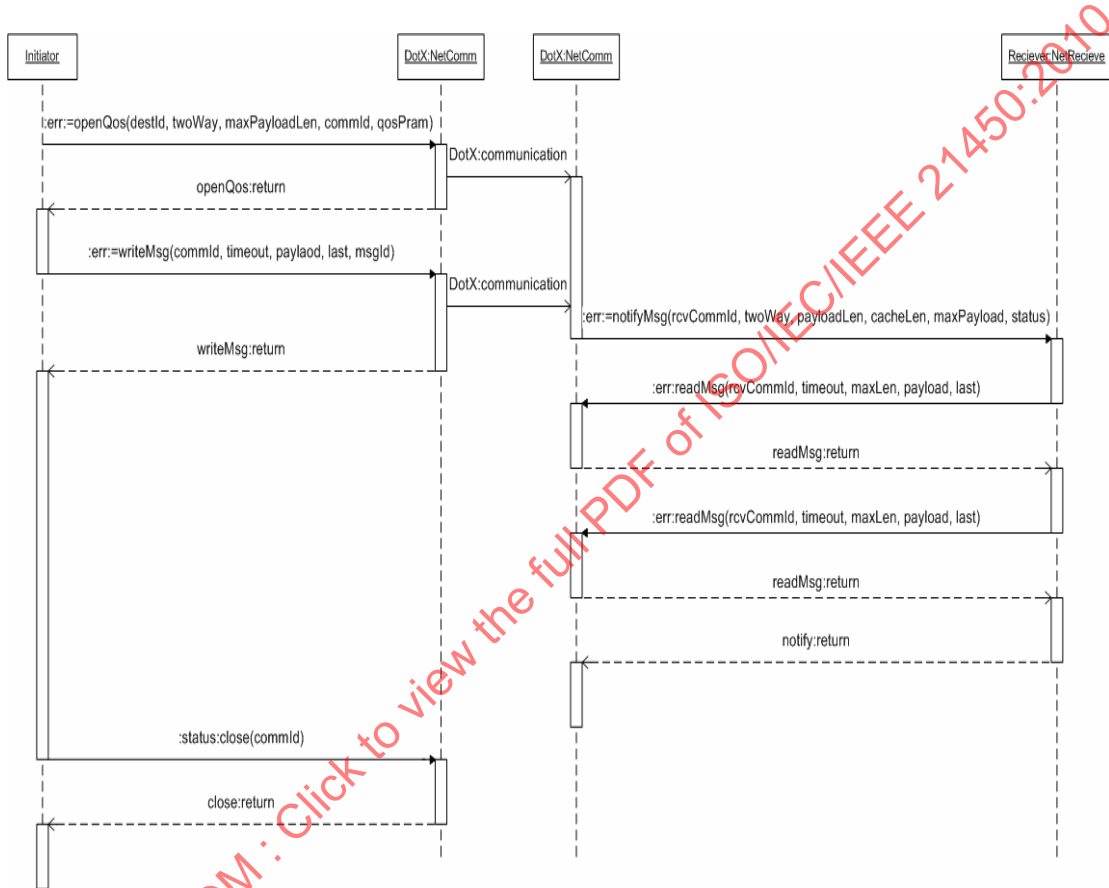 Initiator
DotX:NetComm
DotX:NetComm
Reciever:NetRecieve
:err:=openQos(destId, twoWay, maxPayloadLen, commId, qosPram)
DotX:communication
openQos:return
:err:=writeMsg(commId, timeout, paylaod, last, msgId)
DotX:communication
:err:=notifyMsg(rcvCommId, twoWay, payloadLen, cacheLen, maxPayload, status)
writeMsg:return
:err:readMsg(rcvCommId, timeout, maxLen, payload, last)
readMsg:return
:err:readMsg(rcvCommId, timeout, maxLen, payload, last)
readMsg:return
notify:return
:status:close(commId)
close:return
: Click to view the full PDF of ISO/IEC/IEEE 21450:2010